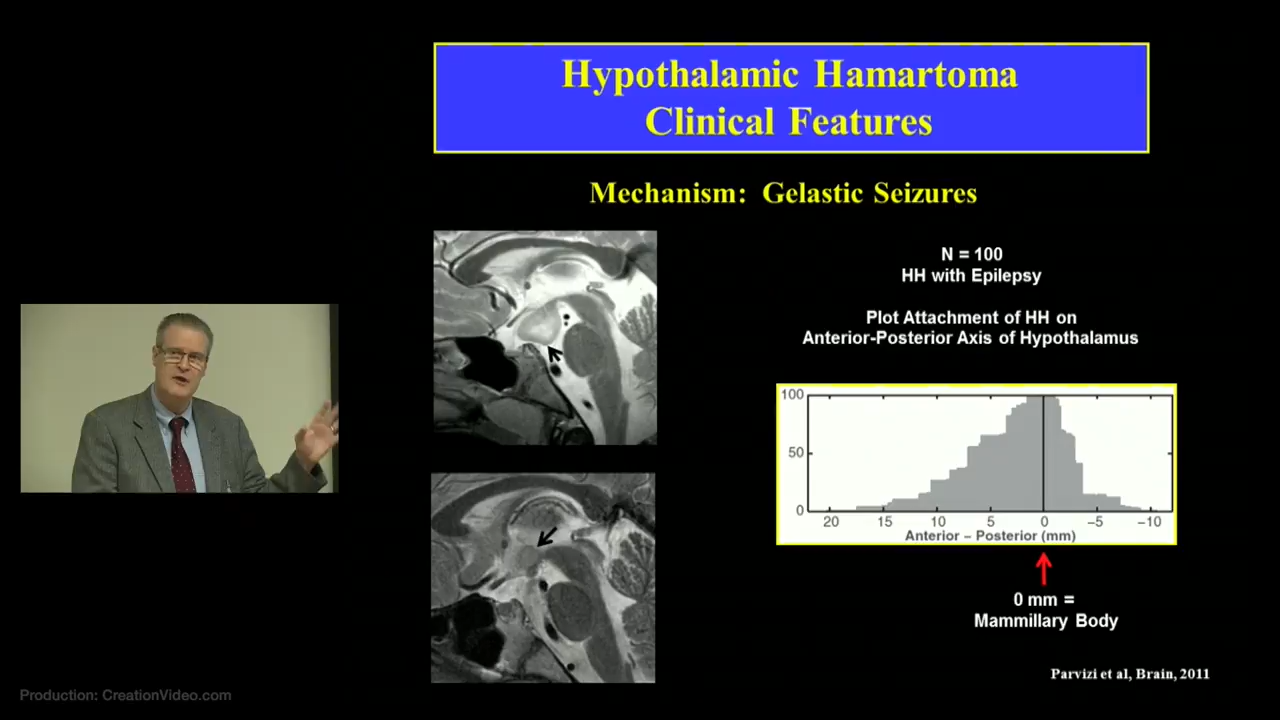 Hypothalamic Hamartoma
Clinical Features
Mechanism: Gelastic Seizures
N = 100
HH with Epilepsy
Plot Attachment of HH on
Anterior-Posterior Axis of Hypothalamus
100
50
0
20 15 10 5 0 −5 −10
Anterior − Posterior (mm)
0 mm =
Mammillary Body
Parvizi et al, Brain, 2011
Production: CreationVideo.com